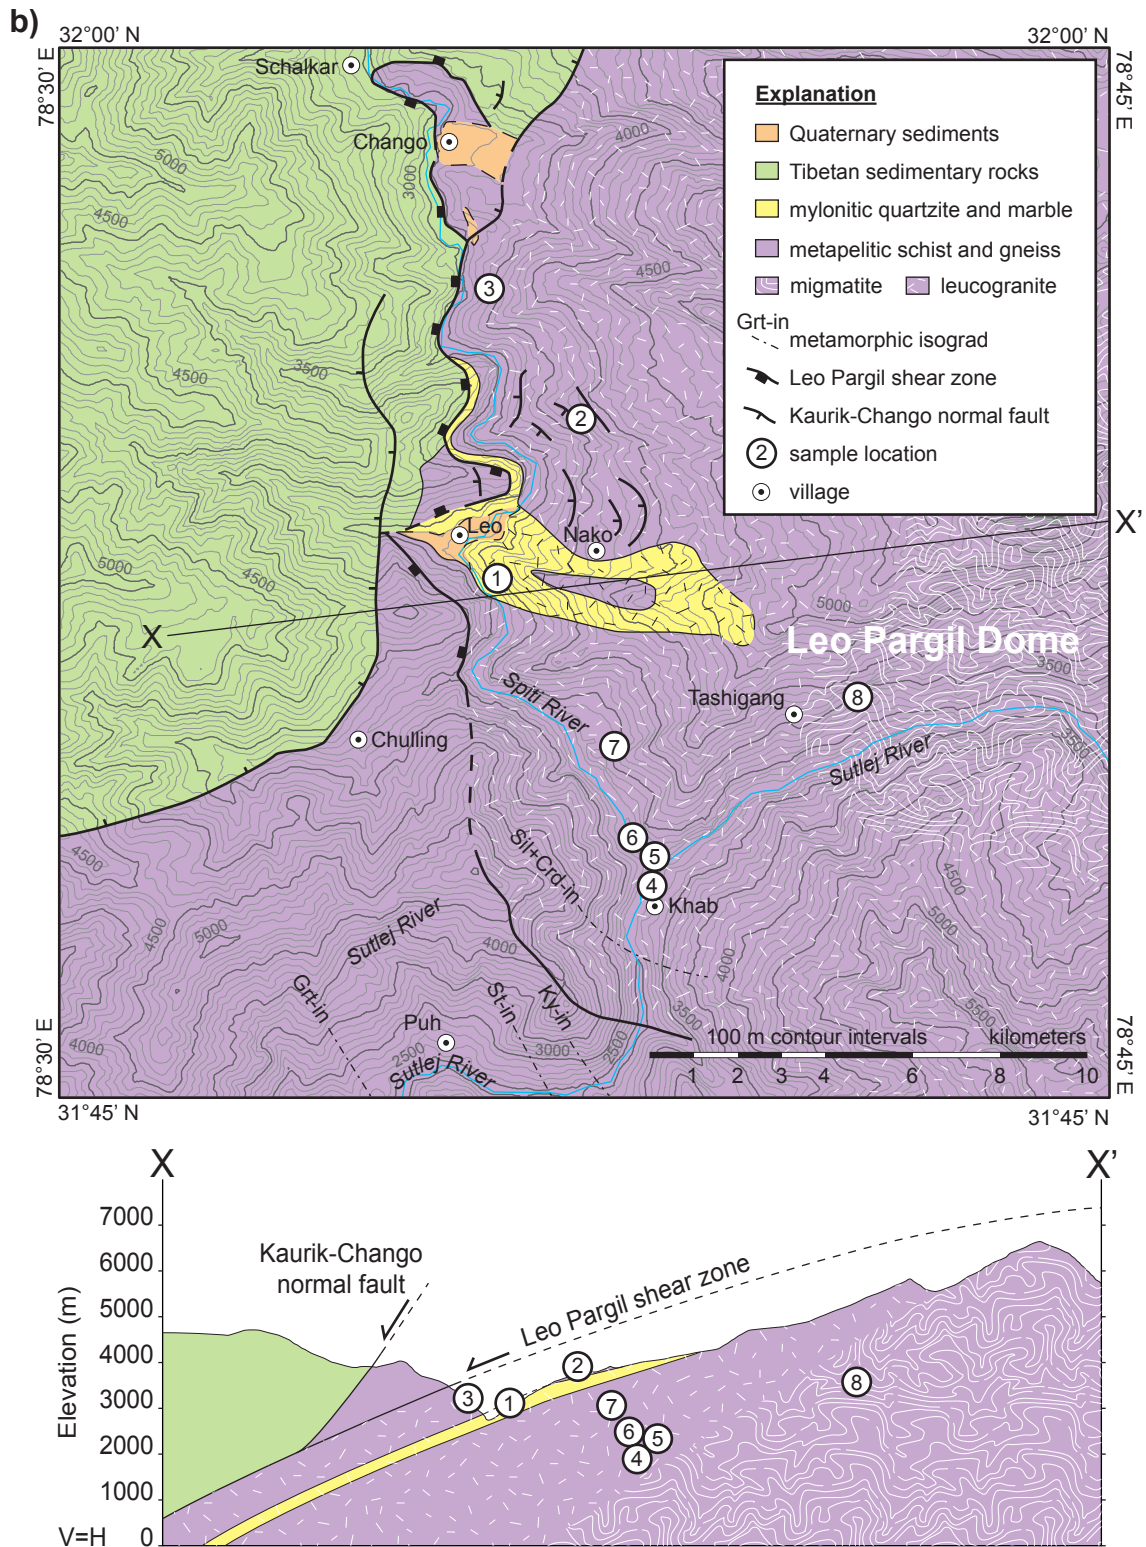 b)
32°00’ N
32°00’ N
78°30’ E
78°45’ E
Schalkar
Chango
3000
5000
4500
4000
4500
Explanation
Quaternary sediments
Tibetan sedimentary rocks
mylonitic quartzite and marble
metapelitic schist and gneiss
migmatite
leucogranite
Grt-in
metamorphic isograd
Leo Pargil shear zone
Kaurik-Chango normal fault
2 sample location
village
3
4500
3500
2
Leo
Nako
X’
5000
4500
1
5000
X
Leo Pargil Dome
3500
Spiti River
Tashigang
8
Chulling
7
Sutlej River
3500
6
5
4
Khab
Sil+Crd-in
4500
4500
5000
Sutlej River
4500
5000
4000
4000
Grt-in
St-in
Ky-in
3500
5500
Puh
2500
3000
2500
4000
Sutlej River
100 m contour intervals
kilometers
1 2 3 4 6 8 10
78°30’ E
78°45’ E
31°45’ N
31°45’ N
X
X’
7000
6000
5000
4000
3000
2000
1000
0
Elevation (m)
V=H
Kaurik-Chango
normal fault
Leo Pargil shear zone
3
1
2
7
6
5
4
8